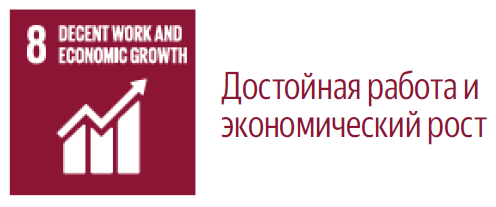 8 DECENT WORK AND
ECONOMIC GROWTH
Достойная работа и
экономический рост